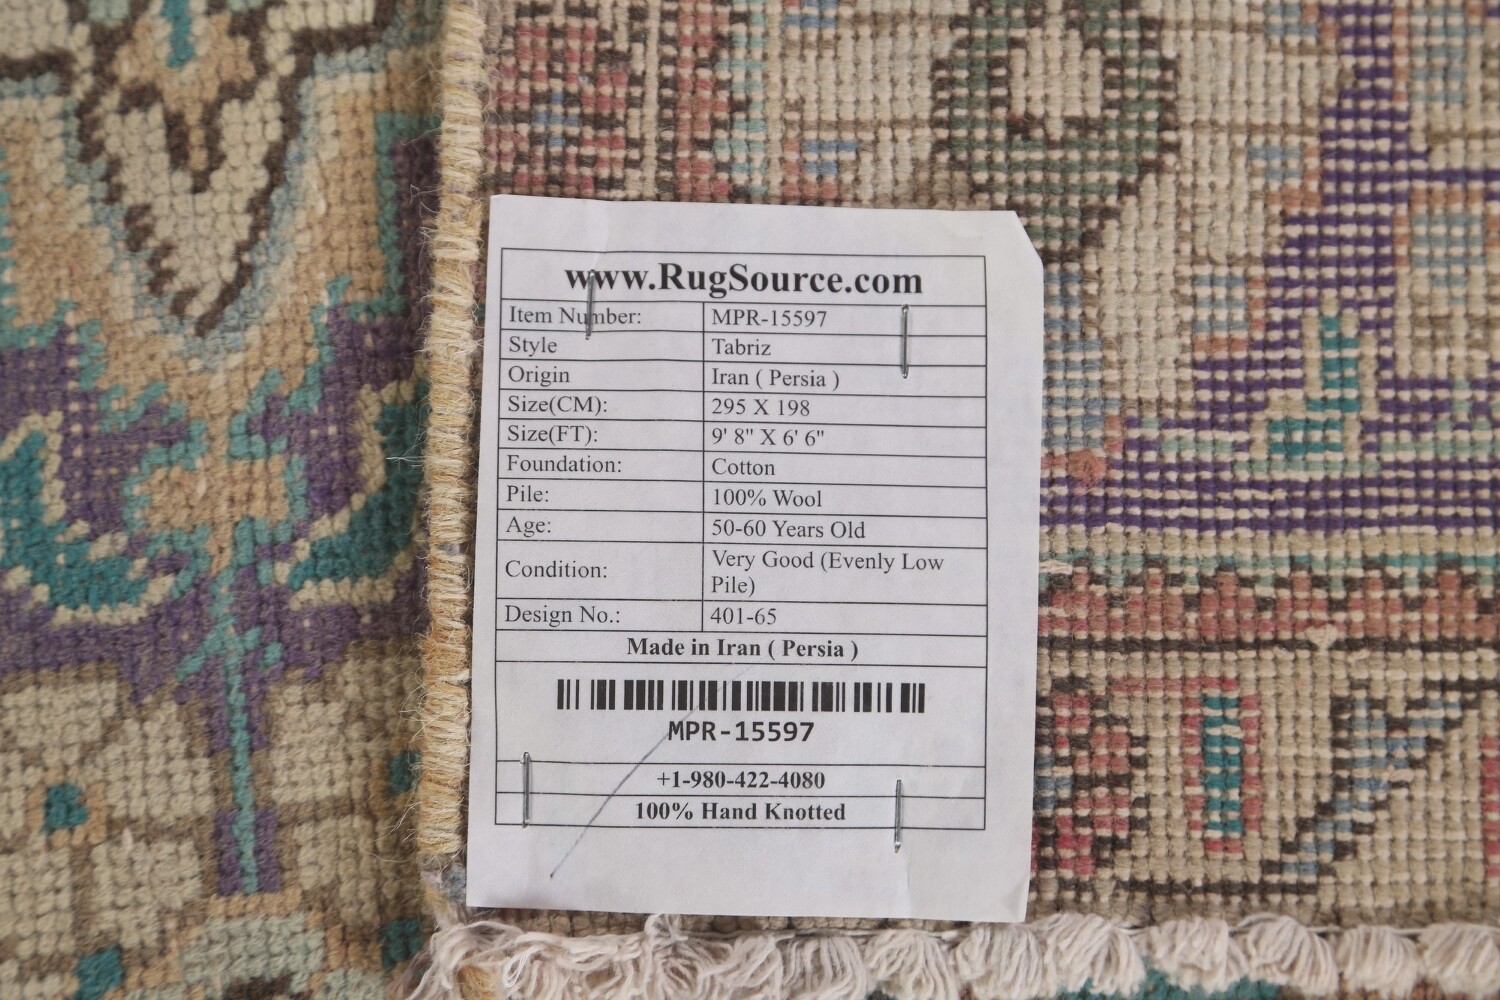 www.RugSource.com
Item Number: MPR-15597
Style Tabriz
Origin Iran ( Persia )
Size(CM): 295 X 198
Size(FT): 9' 8" X 6' 6"
Foundation: Cotton
Pile: 100% Wool
Age: 50-60 Years Old
Condition: Very Good (Evenly Low
Pile)
Design No.: 401-65
Made in Iran ( Persia )
MPR-15597
+1-980-422-4080
100% Hand Knotted